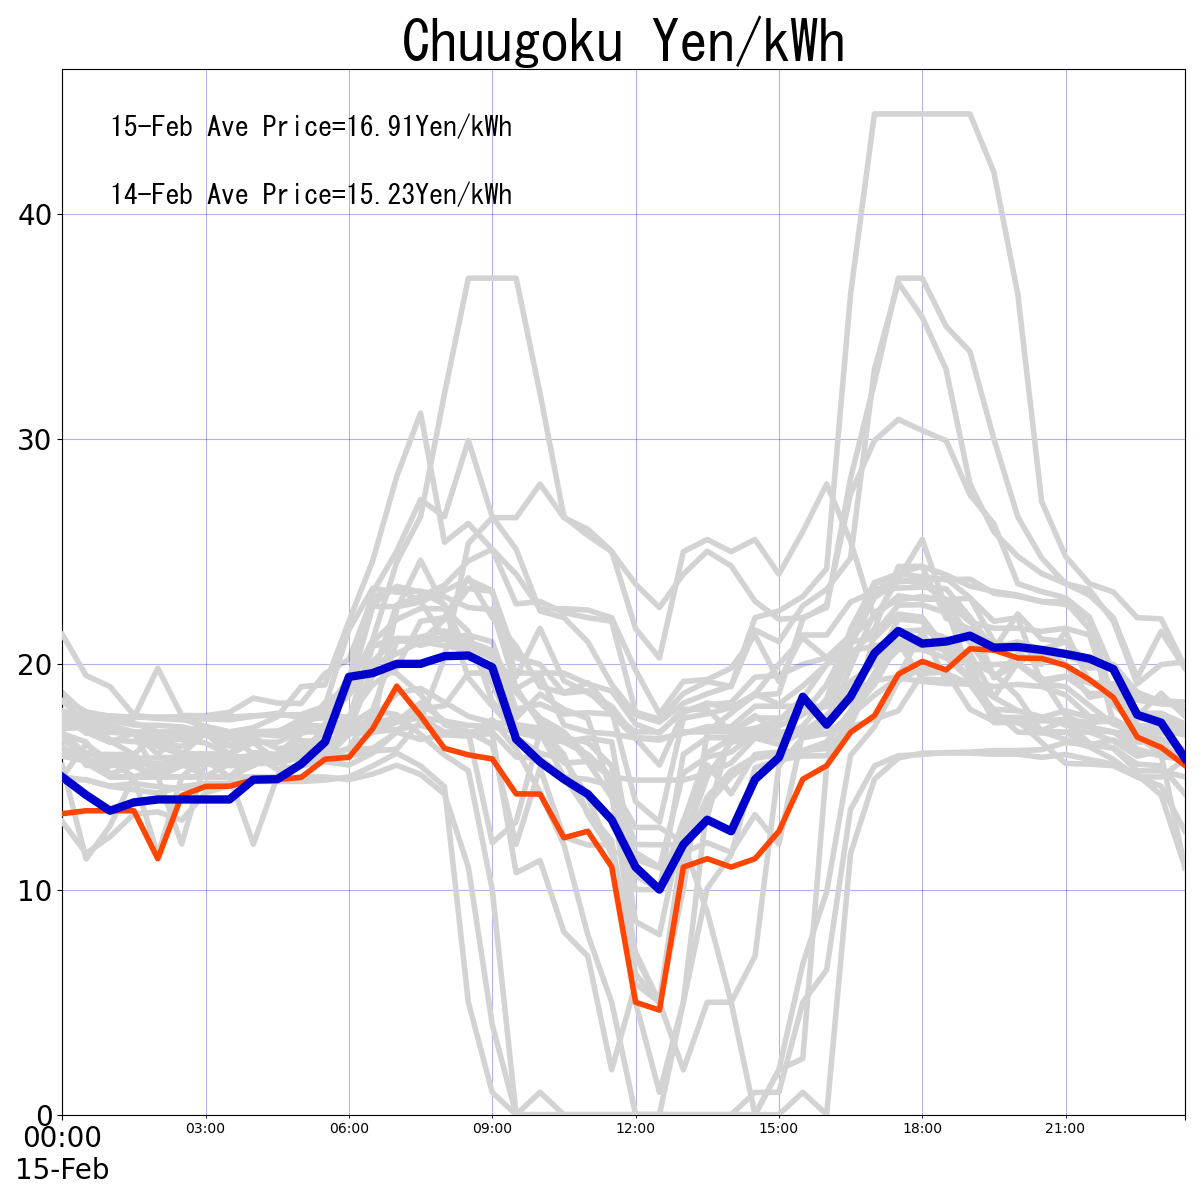 Chuugoku Yen/kWh
15-Feb Ave Price=16.91Yen/kWh
14-Feb Ave Price=15.23Yen/kWh
40
30
20
10
0
00:00 03:00 06:00 09:00 12:00 15:00 18:00 21:00
15-Feb